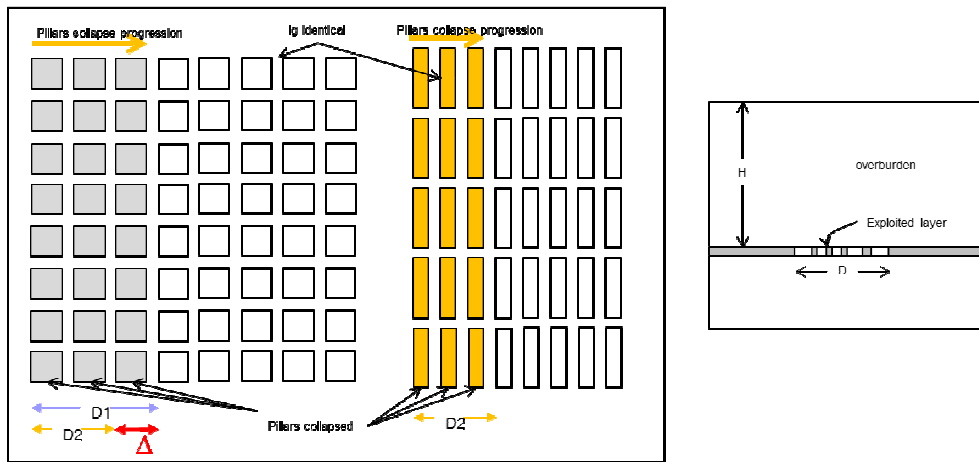 Pillars collapse progression
Ig Identical
Pillars collapse progression
H
overburden
Exploited layer
D
D1
D2
Δ
Pillars collapsed
D2